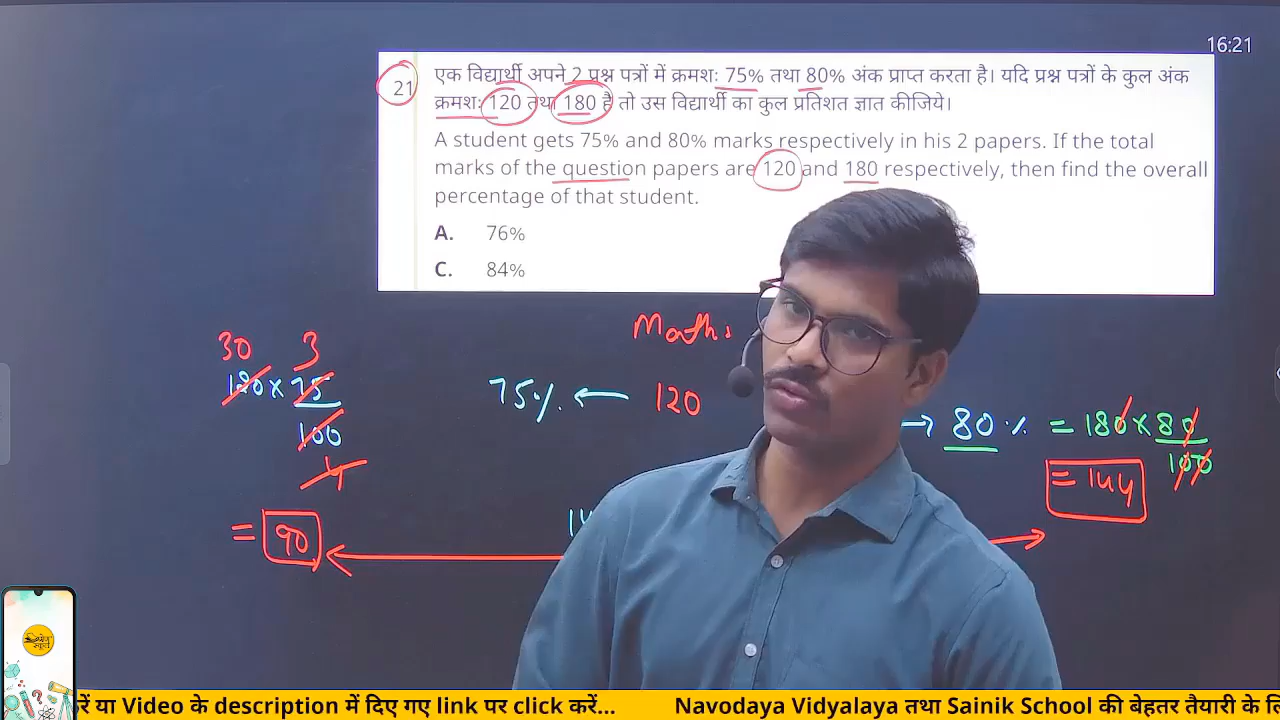 16:21
21
एक विद्यार्थी अपने 2 प्रश्न पत्रों में क्रमशः 75% तथा 80% अंक प्राप्त करता है। यदि प्रश्न पत्रों के कुल अंक
क्रमशः 120 तथा 180 है तो उस विद्यार्थी का कुल प्रतिशत ज्ञात कीजिये।
A student gets 75% and 80% marks respectively in his 2 papers. If the total
marks of the question papers are 120 and 180 respectively, then find the overall
percentage of that student.
A. 76%
C. 84%
Maths
30 3
120 x 75
100
4
= 90
75% ← 120
→ 80% = 180 x 80
100
= 144
रें या Video के description में दिए गए link पर click करें... Navodaya Vidyalaya तथा Sainik School की बेहतर तैयारी के